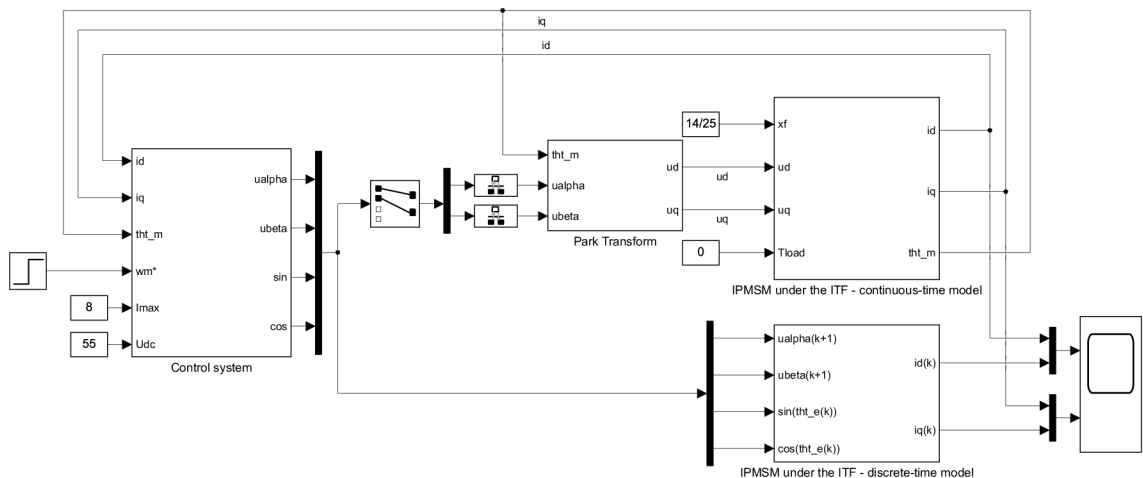 iq
id
14/25
xf
id
id
tht_m
ud
ud
ualpha
ualpha
ud
iq
iq
ubeta
ubeta
uq
uq
uq
tht_m
Park Transform
0
Tload
tht_m
wm*
sin
IPMSM under the ITF - continuous-time model
8
Imax
cos
ualpha(k+1)
55
Udc
id(k)
Control system
ubeta(k+1)
sin(tht_e(k))
iq(k)
cos(tht_e(k))
IPMSM under the ITF - discrete-time model